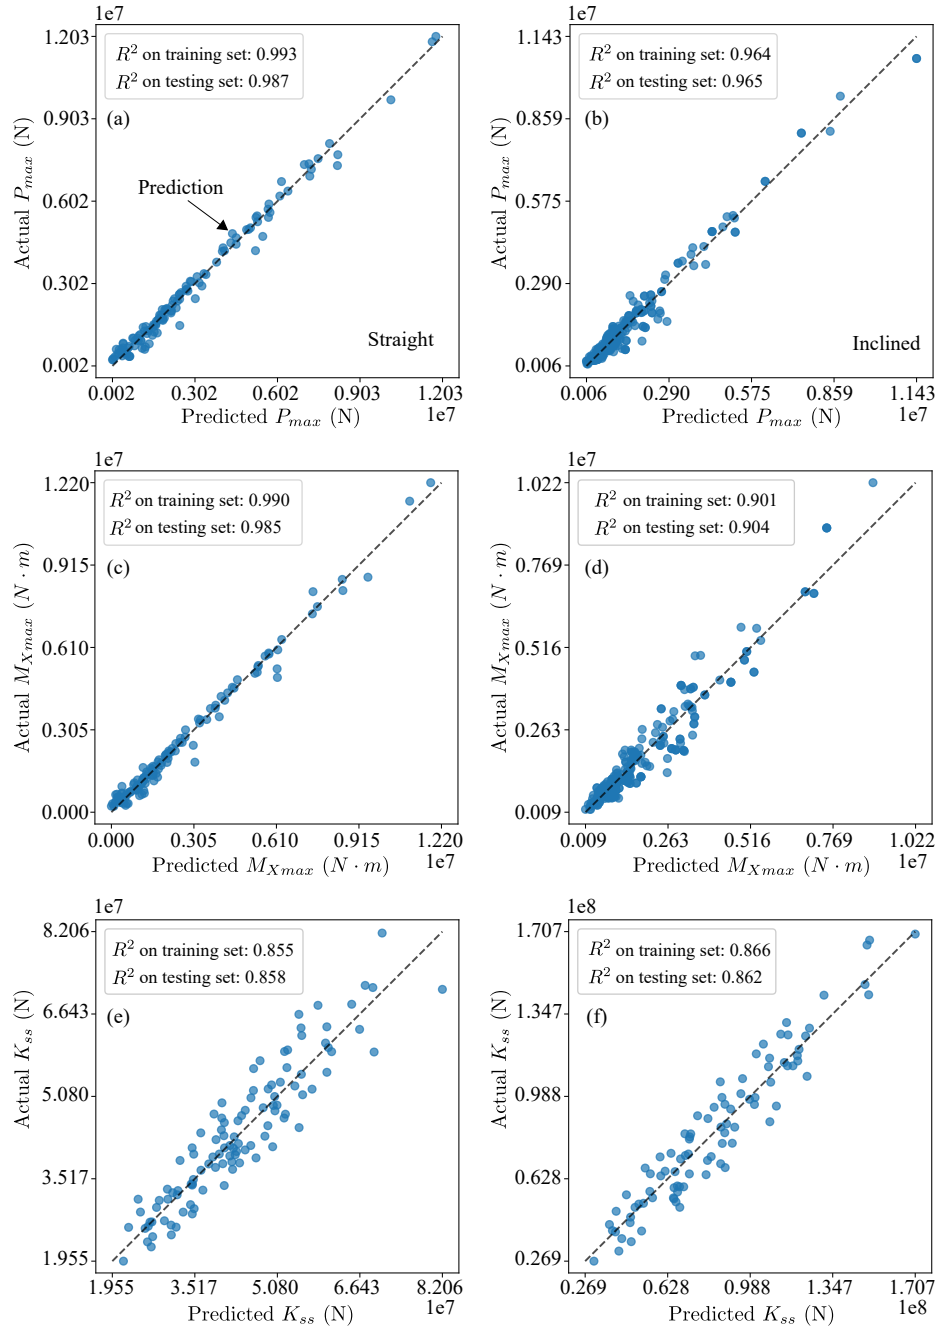 1e7
1.203
0.903
0.602
0.302
0.002
Actual P_max (N)
R² on training set: 0.993
R² on testing set: 0.987
(a)
Prediction
Straight
0.002 0.302 0.602 0.903 1.203
1e7
Predicted P_max (N)
1e7
1.143
0.859
0.575
0.290
0.006
Actual P_max (N)
R² on training set: 0.964
R² on testing set: 0.965
(b)
Inclined
0.006 0.290 0.575 0.859 1.143
1e7
Predicted P_max (N)
1e7
1.220
0.915
0.610
0.305
0.000
Actual M_Xmax (N · m)
R² on training set: 0.990
R² on testing set: 0.985
(c)
0.000 0.305 0.610 0.915 1.220
1e7
Predicted M_Xmax (N · m)
1e7
1.022
0.769
0.516
0.263
0.009
Actual M_Xmax (N · m)
R² on training set: 0.901
R² on testing set: 0.904
(d)
0.009 0.263 0.516 0.769 1.022
1e7
Predicted M_Xmax (N · m)
1e7
8.206
6.643
5.080
3.517
1.955
Actual K_ss (N)
R² on training set: 0.855
R² on testing set: 0.858
(e)
1.955 3.517 5.080 6.643 8.206
1e7
Predicted K_ss (N)
1e8
1.707
1.347
0.988
0.628
0.269
Actual K_ss (N)
R² on training set: 0.866
R² on testing set: 0.862
(f)
0.269 0.628 0.988 1.347 1.707
1e8
Predicted K_ss (N)